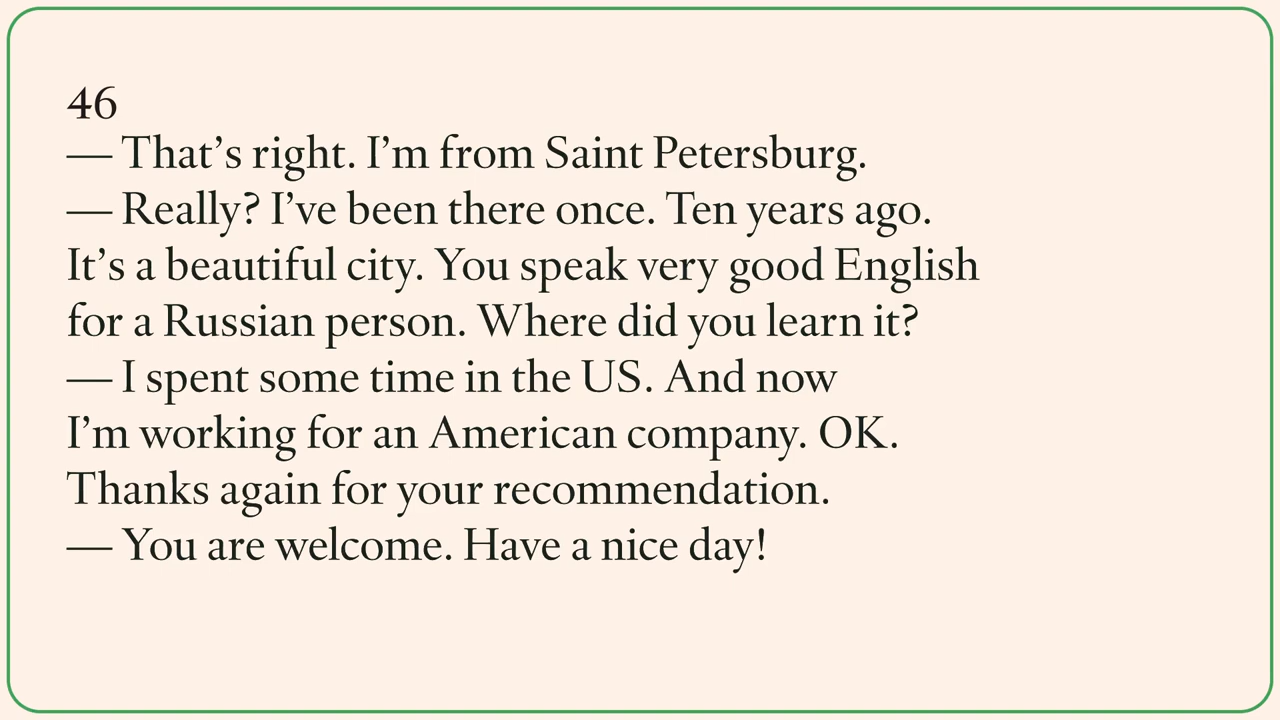 46
— That’s right. I’m from Saint Petersburg.
— Really? I’ve been there once. Ten years ago.
It’s a beautiful city. You speak very good English
for a Russian person. Where did you learn it?
— I spent some time in the US. And now
I’m working for an American company. OK.
Thanks again for your recommendation.
— You are welcome. Have a nice day!